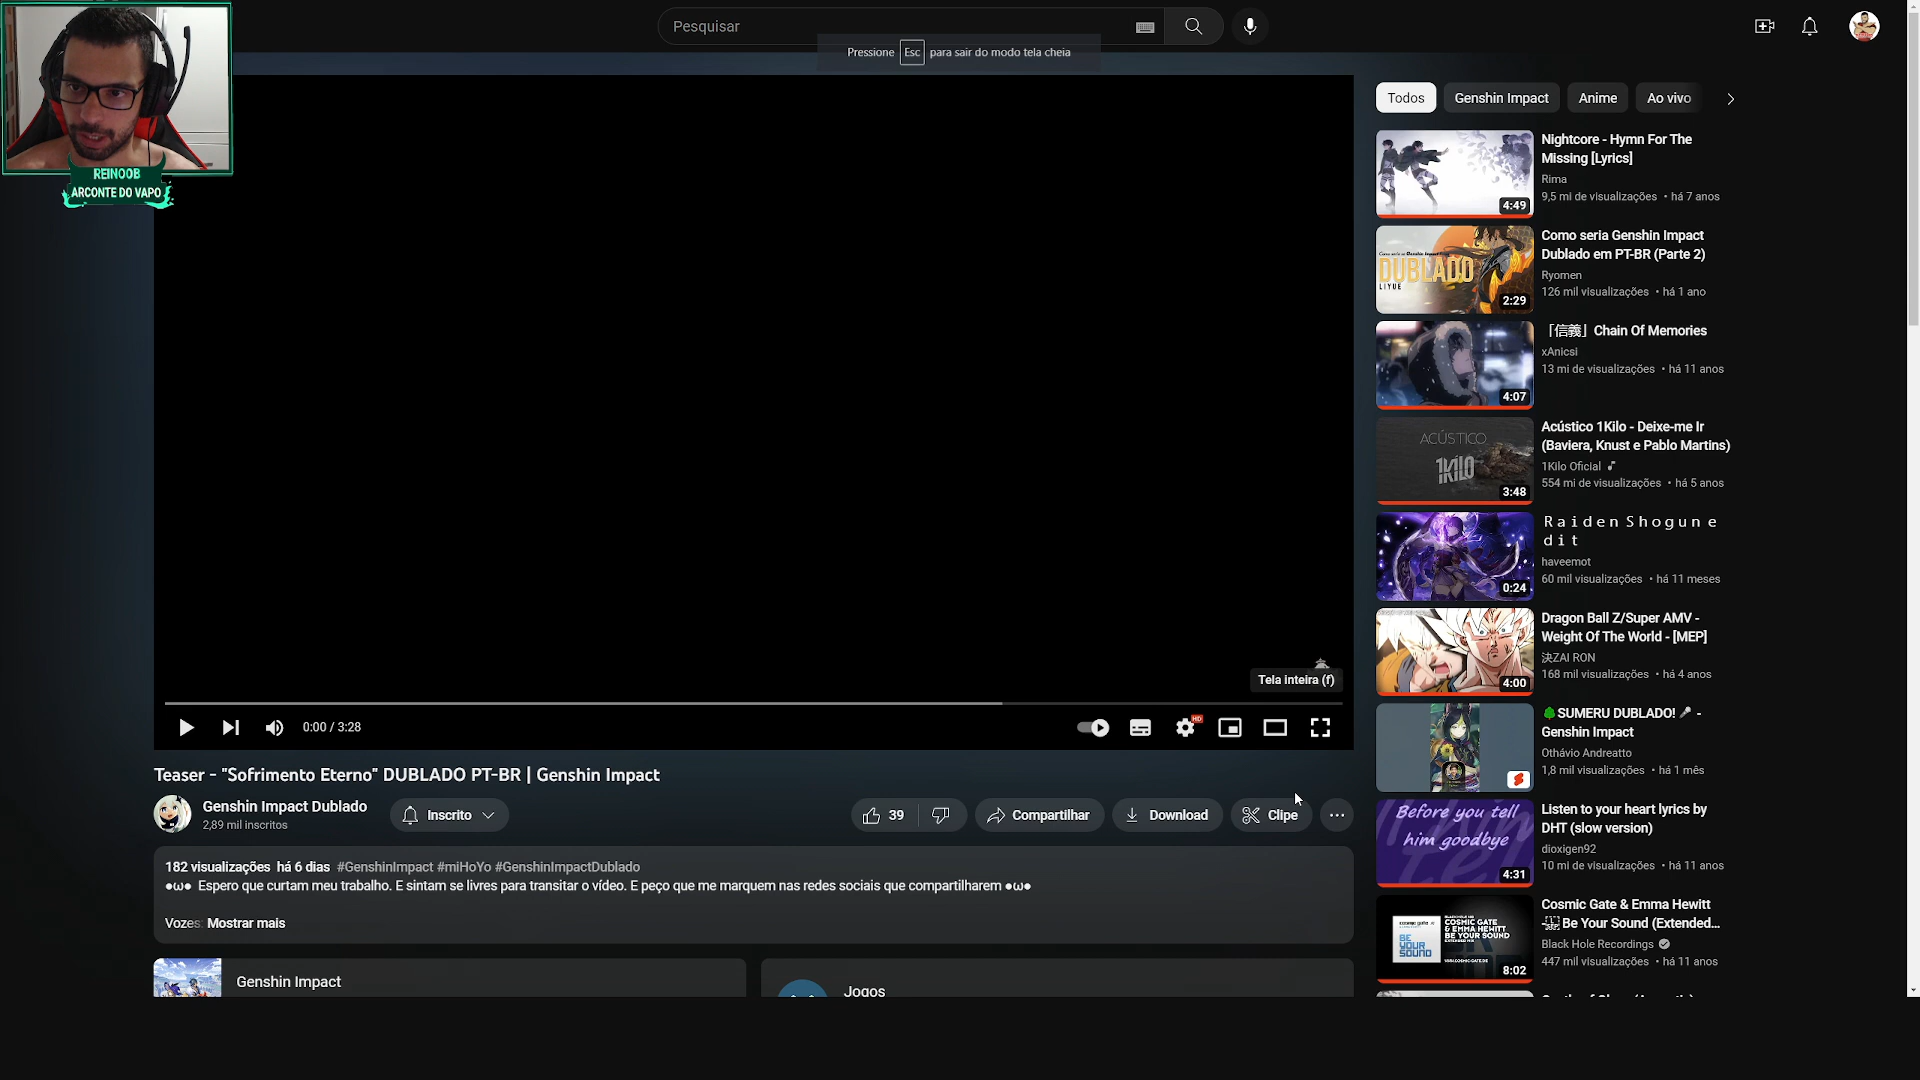 Pesquisar
Pressione Esc para sair do modo tela cheia
REINOOB
ARCONTE DO VAPO
Todos
Genshin Impact
Anime
Ao vivo
Nightcore - Hymn For The
Missing [Lyrics]
Rima
9,5 mi de visualizações • há 7 anos
4:49
Como seria Genshin Impact
Dublado em PT-BR (Parte 2)
Ryomen
126 mil visualizações • há 1 ano
DUBLADO
LIYUE
2:29
「信義」Chain Of Memories
xAnicsi
13 mi de visualizações • há 11 anos
4:07
Acústico 1Kilo - Deixe-me Ir
(Baviera, Knust e Pablo Martins)
1Kilo Oficial
554 mi de visualizações • há 5 anos
ACÚSTICO
1KILO
3:48
R a i d e n S h o g u n e
d i t
haveemot
60 mil visualizações • há 11 meses
0:24
Dragon Ball Z/Super AMV -
Weight Of The World - [MEP]
決ZAI RON
168 mil visualizações • há 4 anos
4:00
SUMERU DUBLADO! -
Genshin Impact
Othávio Andreatto
1,8 mil visualizações • há 1 mês
Listen to your heart lyrics by
DHT (slow version)
dioxigen92
10 mi de visualizações • há 11 anos
Before you tell
him goodbye
4:31
Cosmic Gate & Emma Hewitt
- Be Your Sound (Extended...
Black Hole Recordings
447 mil visualizações • há 11 anos
COSMIC GATE
& EMMA HEWITT
BE YOUR SOUND
EXTENDED MIX
BE
YOUR
SOUND
8:02
Tela inteira (f)
0:00 / 3:28
HD
Teaser - "Sofrimento Eterno" DUBLADO PT-BR | Genshin Impact
Genshin Impact Dublado
2,89 mil inscritos
Inscrito
39
Compartilhar
Download
Clipe
182 visualizações há 6 dias #GenshinImpact #miHoYo #GenshinImpactDublado
●ω● Espero que curtam meu trabalho. E sintam se livres para transitar o vídeo. E peço que me marquem nas redes sociais que compartilharem ●ω●
Vozes: Mostrar mais
Genshin Impact
Jogos